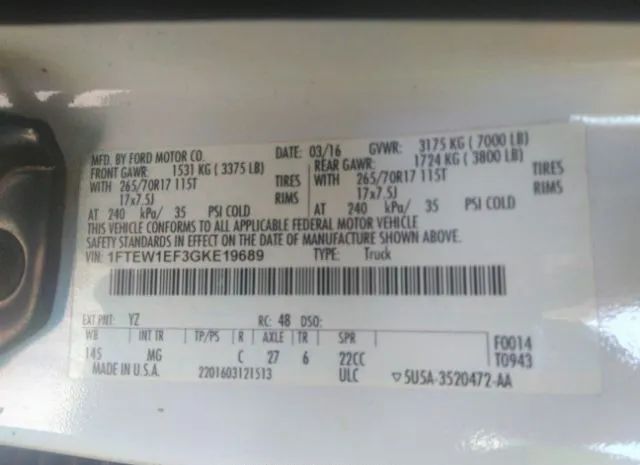 MFD. BY FORD MOTOR CO. DATE: 03/16 GVWR: 3175 KG ( 7000 LB)
FRONT GAWR: 1531 KG ( 3375 LB) REAR GAWR: 1724 KG ( 3800 LB)
WITH 265/70R17 115T TIRES WITH 265/70R17 115T TIRES
17x7.5J RIMS 17x7.5J RIMS
AT 240 kPa/ 35 PSI COLD AT 240 kPa/ 35 PSI COLD
THIS VEHICLE CONFORMS TO ALL APPLICABLE FEDERAL MOTOR VEHICLE
SAFETY STANDARDS IN EFFECT ON THE DATE OF MANUFACTURE SHOWN ABOVE.
VIN: 1FTEW1EF3GKE19689 TYPE: Truck
EXT PNT: YZ RC: 48 DSO:
WB INT TR TP/PS R AXLE TR SPR F0014
145 MG C 27 6 22CC T0943
MADE IN U.S.A. 2201603121513 ULC ▽5U5A-3520472-AA